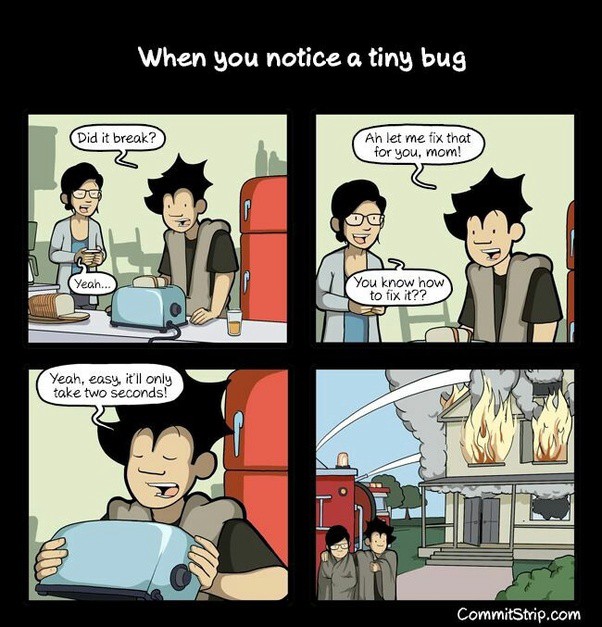 When you notice a tiny bug
Did it break?
Yeah...
Ah let me fix that
for you, mom!
You know how
to fix it??
Yeah, easy, it'll only
take two seconds!
CommitStrip.com